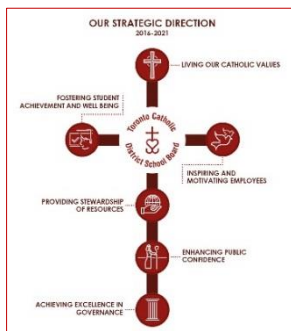 OUR STRATEGIC DIRECTION
2016-2021
LIVING OUR CATHOLIC VALUES
FOSTERING STUDENT
ACHIEVEMENT AND WELL BEING
Toronto Catholic
District School Board
INSPIRING AND
MOTIVATING EMPLOYEES
PROVIDING STEWARDSHIP
OF RESOURCES
ENHANCING PUBLIC
CONFIDENCE
ACHIEVING EXCELLENCE IN
GOVERNANCE